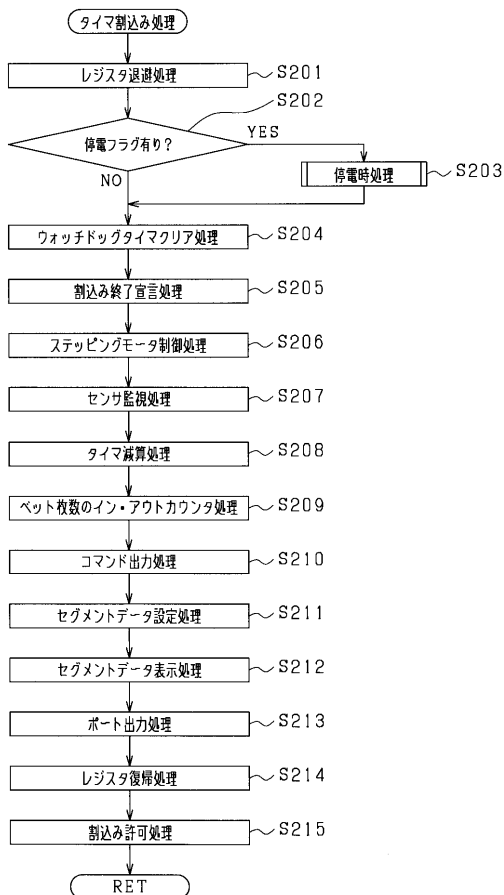 タイマ割込み処理
レジスタ退避処理 S201
S202
停電フラグ有り? YES
停電時処理 S203
NO
ウォッチドッグタイマクリア処理 S204
割込み終了宣言処理 S205
ステッピングモータ制御処理 S206
センサ監視処理 S207
タイマ減算処理 S208
ベット枚数のイン・アウトカウンタ処理 S209
コマンド出力処理 S210
セグメントデータ設定処理 S211
セグメントデータ表示処理 S212
ポート出力処理 S213
レジスタ復帰処理 S214
割込み許可処理 S215
RET